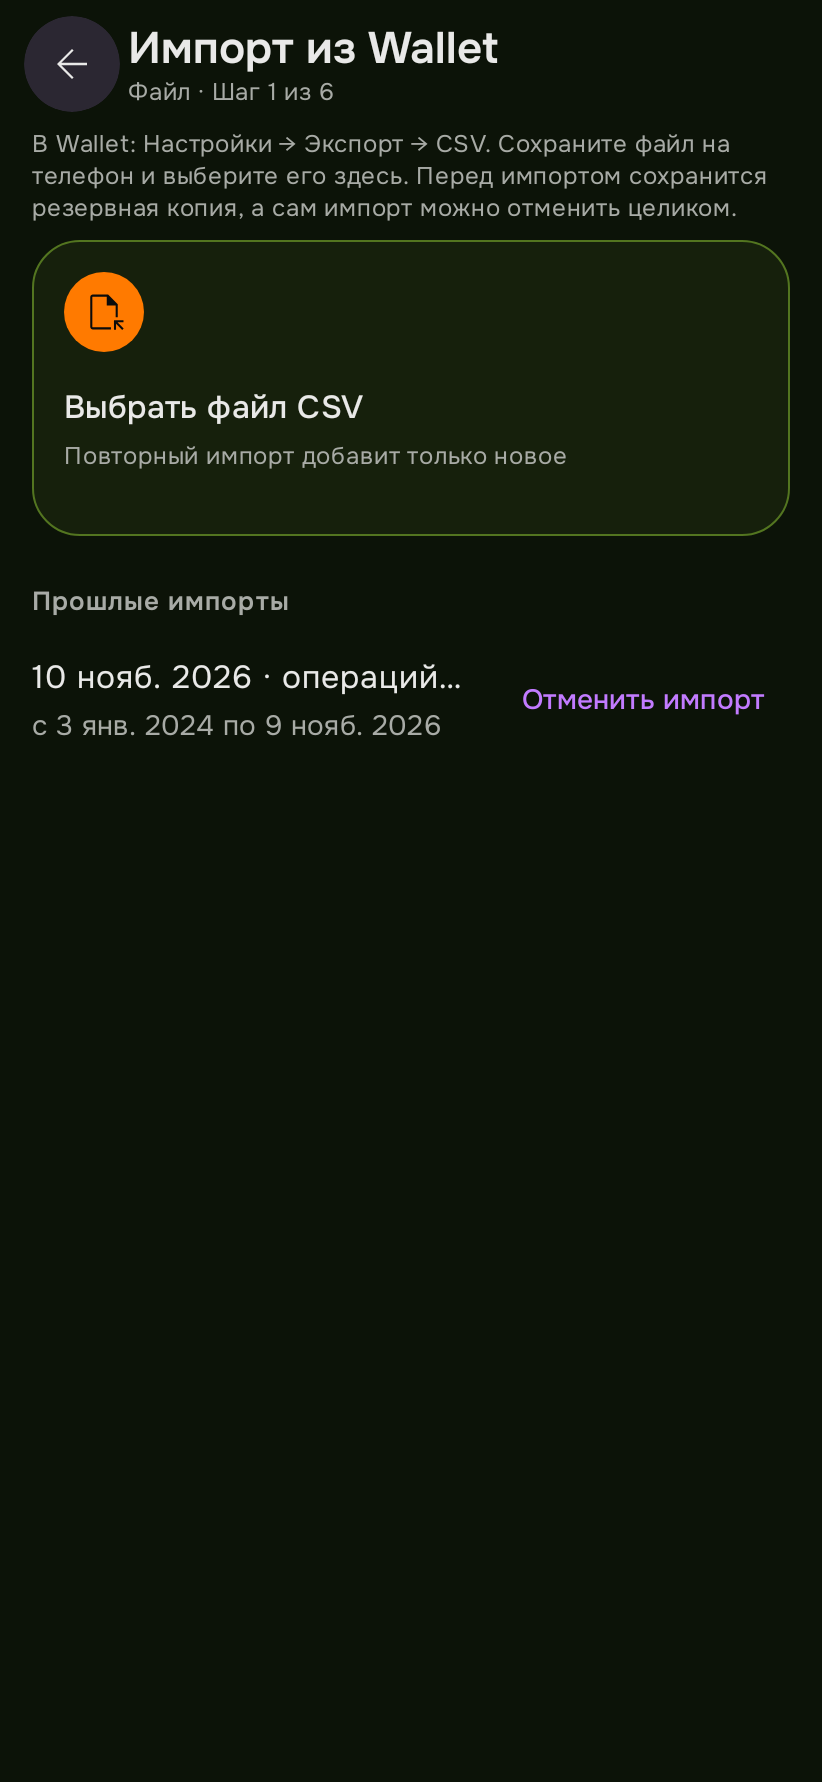 Импорт из Wallet
Файл · Шаг 1 из 6
В Wallet: Настройки → Экспорт → CSV. Сохраните файл на
телефон и выберите его здесь. Перед импортом сохранится
резервная копия, а сам импорт можно отменить целиком.
Выбрать файл CSV
Повторный импорт добавит только новое
Прошлые импорты
10 нояб. 2026 · операций…
с 3 янв. 2024 по 9 нояб. 2026
Отменить импорт